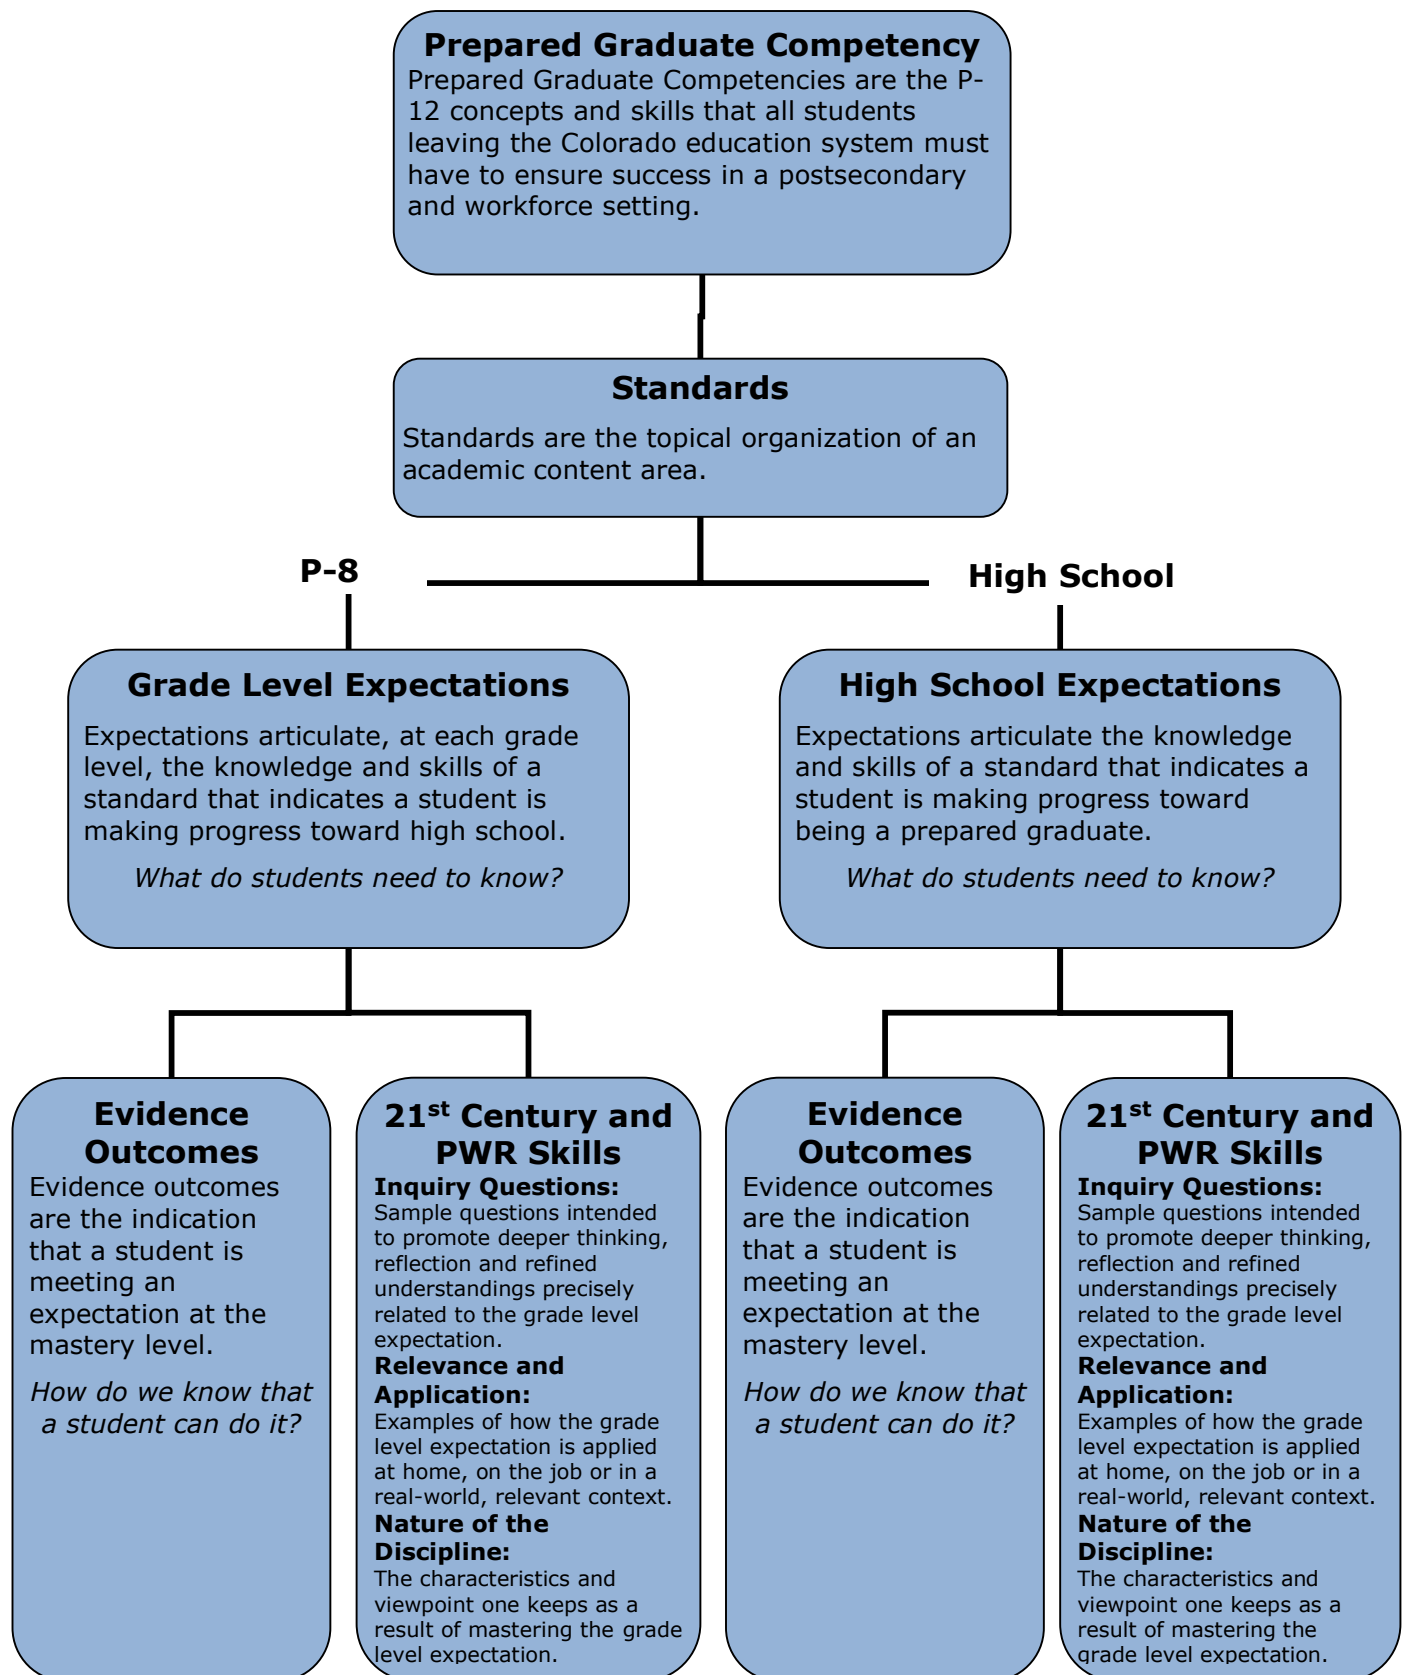 Prepared Graduate Competency
Prepared Graduate Competencies are the P-
12 concepts and skills that all students
leaving the Colorado education system must
have to ensure success in a postsecondary
and workforce setting.
Standards
Standards are the topical organization of an
academic content area.
P-8
High School
Grade Level Expectations
Expectations articulate, at each grade
level, the knowledge and skills of a
standard that indicates a student is
making progress toward high school.
What do students need to know?
High School Expectations
Expectations articulate the knowledge
and skills of a standard that indicates a
student is making progress toward
being a prepared graduate.
What do students need to know?
Evidence
Outcomes
Evidence outcomes
are the indication
that a student is
meeting an
expectation at the
mastery level.
How do we know that
a student can do it?
21st Century and
PWR Skills
Inquiry Questions:
Sample questions intended
to promote deeper thinking,
reflection and refined
understandings precisely
related to the grade level
expectation.
Relevance and
Application:
Examples of how the grade
level expectation is applied
at home, on the job or in a
real-world, relevant context.
Nature of the
Discipline:
The characteristics and
viewpoint one keeps as a
result of mastering the grade
level expectation.
Evidence
Outcomes
Evidence outcomes
are the indication
that a student is
meeting an
expectation at the
mastery level.
How do we know that
a student can do it?
21st Century and
PWR Skills
Inquiry Questions:
Sample questions intended
to promote deeper thinking,
reflection and refined
understandings precisely
related to the grade level
expectation.
Relevance and
Application:
Examples of how the grade
level expectation is applied
at home, on the job or in a
real-world, relevant context.
Nature of the
Discipline:
The characteristics and
viewpoint one keeps as a
result of mastering the
grade level expectation.